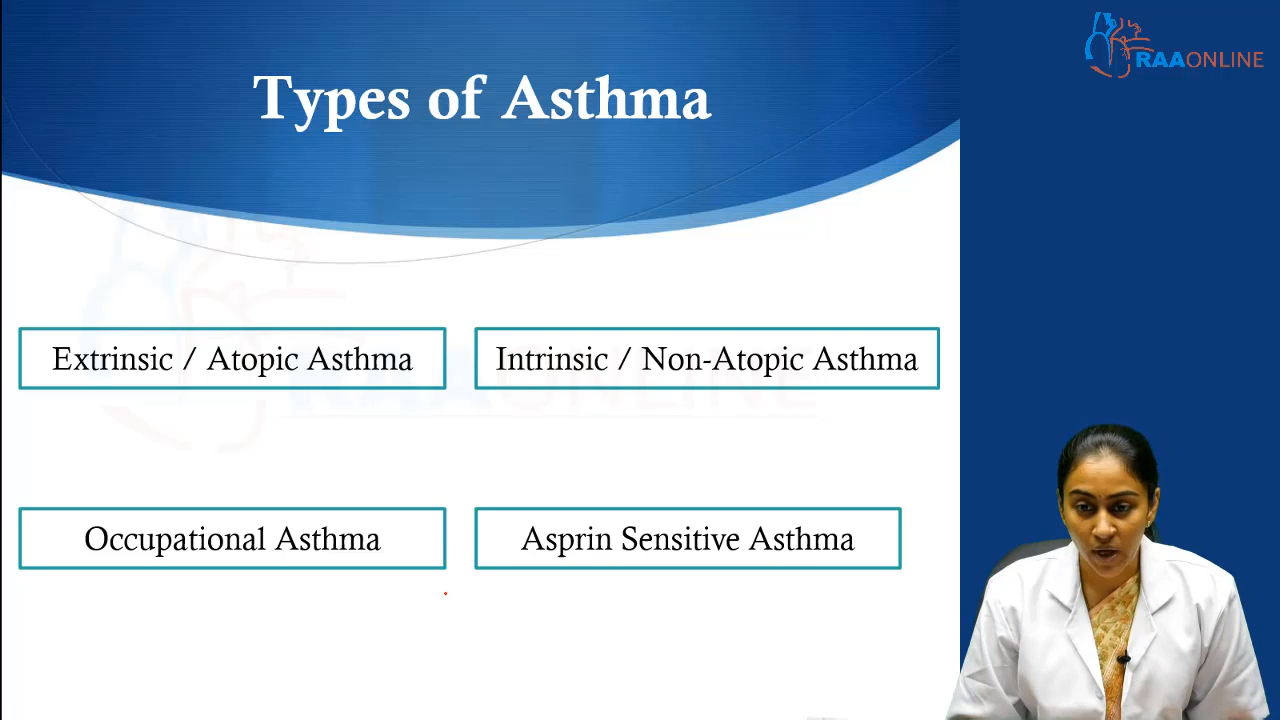 RAAONLINE
Types of Asthma
Extrinsic / Atopic Asthma
Intrinsic / Non-Atopic Asthma
Occupational Asthma
Asprin Sensitive Asthma